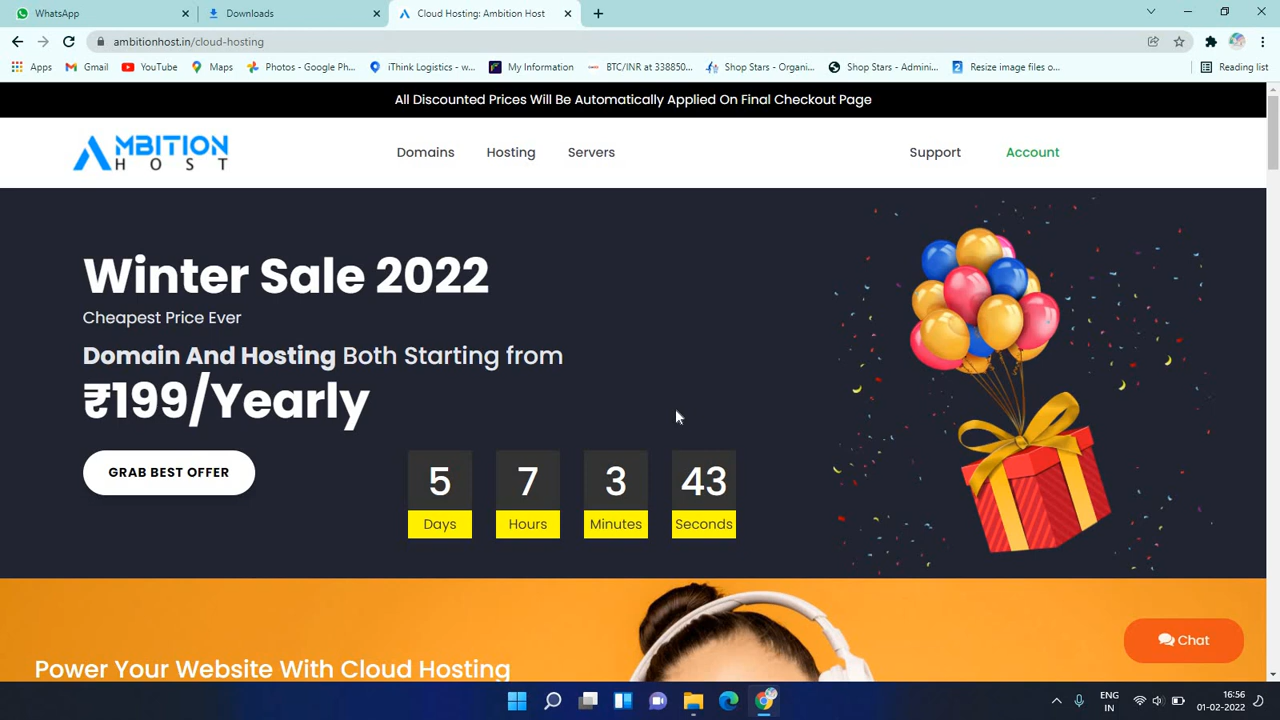 WhatsApp
Downloads
Cloud Hosting: Ambition Host
ambitionhost.in/cloud-hosting
Apps
Gmail
YouTube
Maps
Photos - Google Ph...
iThink Logistics - w...
My Information
BTC/INR at 338850...
Shop Stars - Organi...
Shop Stars - Admini...
Resize image files o...
Reading list
All Discounted Prices Will Be Automatically Applied On Final Checkout Page
AMBITION
HOST
Domains
Hosting
Servers
Support
Account
Winter Sale 2022
Cheapest Price Ever
Domain And Hosting Both Starting from
₹199/Yearly
GRAB BEST OFFER
5
7
3
43
Days
Hours
Minutes
Seconds
Chat
Power Your Website With Cloud Hosting
ENG
IN
16:56
01-02-2022